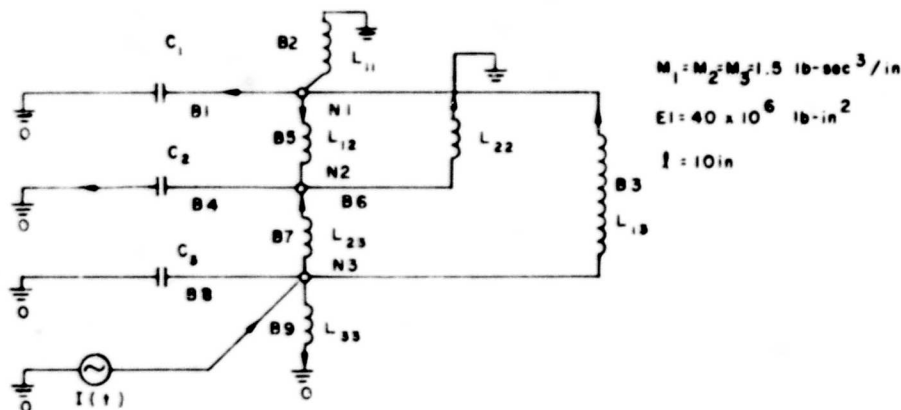 C1
B2
L11
B1
N1
B5
L12
L22
C2
N2
B4
B6
B3
L13
B7
L23
C3
N3
B8
B9
L33
I(t)
0
0
0
0
0
M1=M2=M3=1.5 lb-sec3/in
EI=40 x 10^6 lb-in2
l=10in